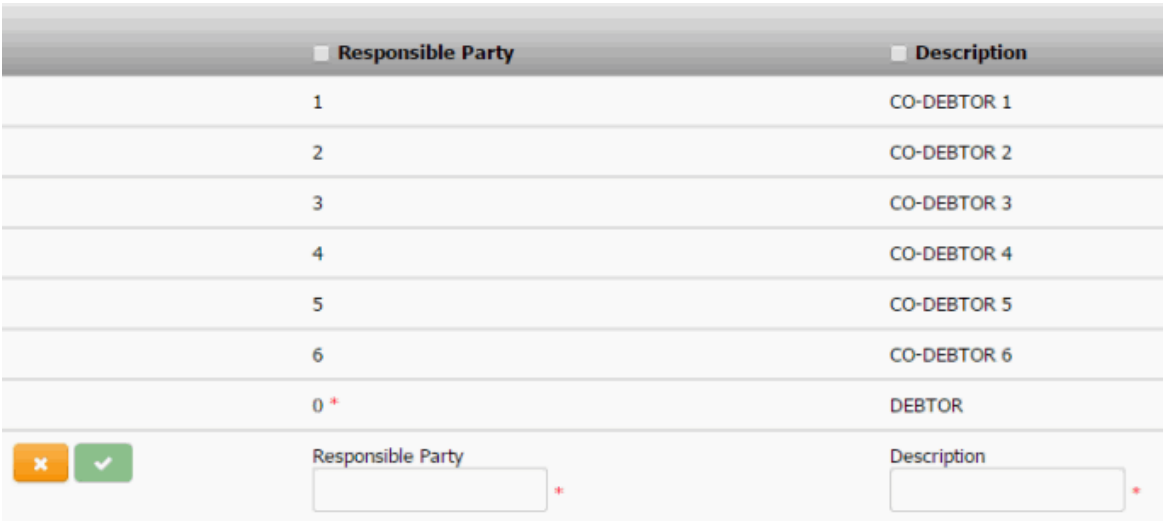 Responsible Party Description
1 CO-DEBTOR 1
2 CO-DEBTOR 2
3 CO-DEBTOR 3
4 CO-DEBTOR 4
5 CO-DEBTOR 5
6 CO-DEBTOR 6
0 * DEBTOR
Responsible Party Description
* *